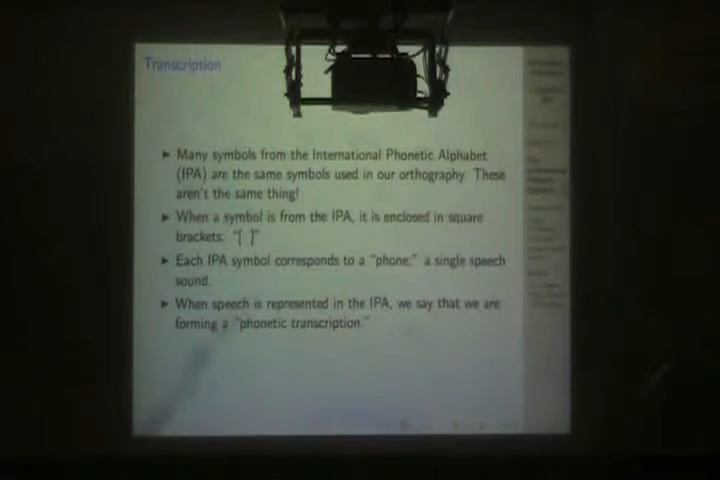 Transcription
▶ Many symbols from the International Phonetic Alphabet
(IPA) are the same symbols used in our orthography. These
aren't the same thing!
▶ When a symbol is from the IPA, it is enclosed in square
brackets: "[ ]"
▶ Each IPA symbol corresponds to a "phone:" a single speech
sound.
▶ When speech is represented in the IPA, we say that we are
forming a "phonetic transcription."